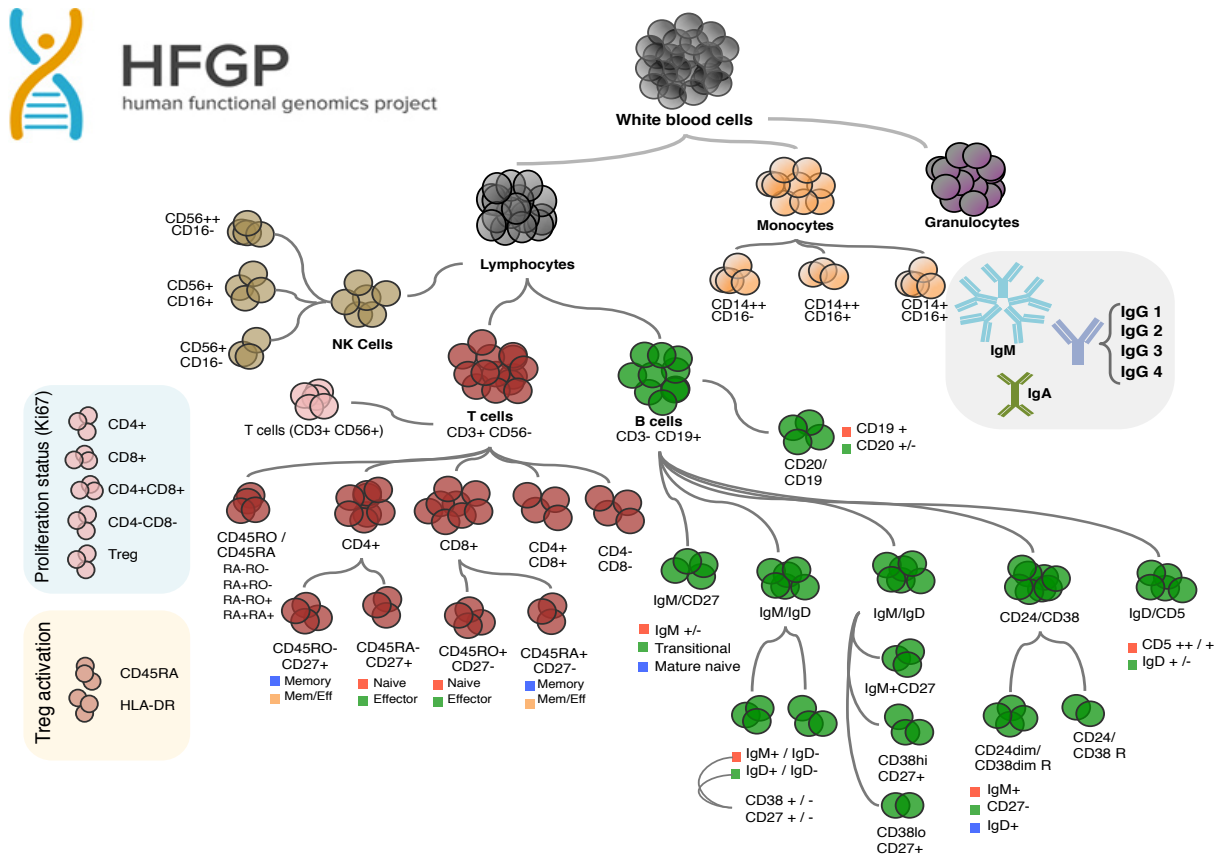 HFGP
human functional genomics project
White blood cells
Lymphocytes
Monocytes
Granulocytes
CD56++
CD16-
CD56+
CD16+
CD56+
CD16-
NK Cells
CD14++
CD16-
CD14++
CD16+
CD14+
CD16+
IgM
IgA
IgG 1
IgG 2
IgG 3
IgG 4
T cells (CD3+ CD56+)
T cells
CD3+ CD56-
B cells
CD3- CD19+
CD20/
CD19
CD19 +
CD20 +/-
Proliferation status (Ki67)
CD4+
CD8+
CD4+CD8+
CD4-CD8-
Treg
Treg activation
CD45RA
HLA-DR
CD45RO /
CD45RA
RA-RO-
RA+RO-
RA-RO+
RA+RA+
CD4+
CD8+
CD4+
CD8+
CD4-
CD8-
CD45RO-
CD27+
Memory
Mem/Eff
CD45RA-
CD27+
Naive
Effector
CD45RO+
CD27-
Naive
Effector
CD45RA+
CD27-
Memory
Mem/Eff
IgM/CD27
IgM +/-
Transitional
Mature naive
IgM/IgD
IgM+ / IgD-
IgD+ / IgD-
CD38 + / -
CD27 + / -
IgM/IgD
IgM+CD27
CD38hi
CD27+
CD38lo
CD27+
CD24/CD38
CD24dim/
CD38dim R
IgM+
CD27-
IgD+
CD24/
CD38 R
IgD/CD5
CD5 ++ / +
IgD + /-